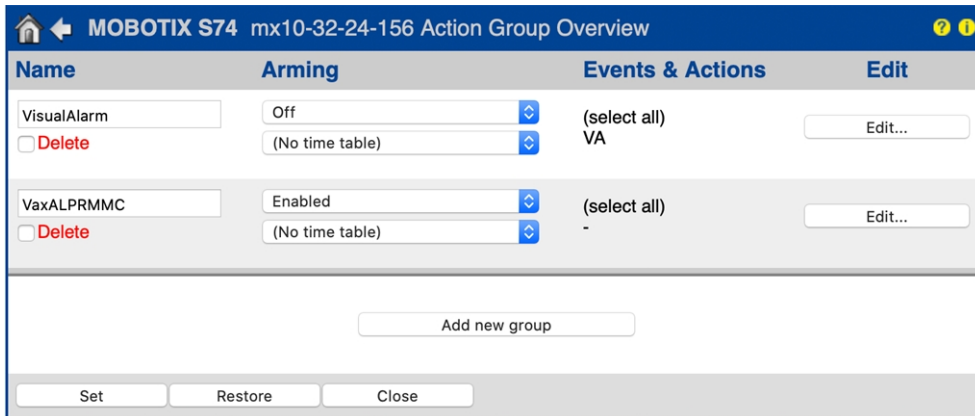 MOBOTIX S74 mx10-32-24-156 Action Group Overview ? i
Name Arming Events & Actions Edit
VisualAlarm Off (select all) Edit...
Delete (No time table) VA
VaxALPRMMC Enabled (select all) Edit...
Delete (No time table) -
Add new group
Set Restore Close